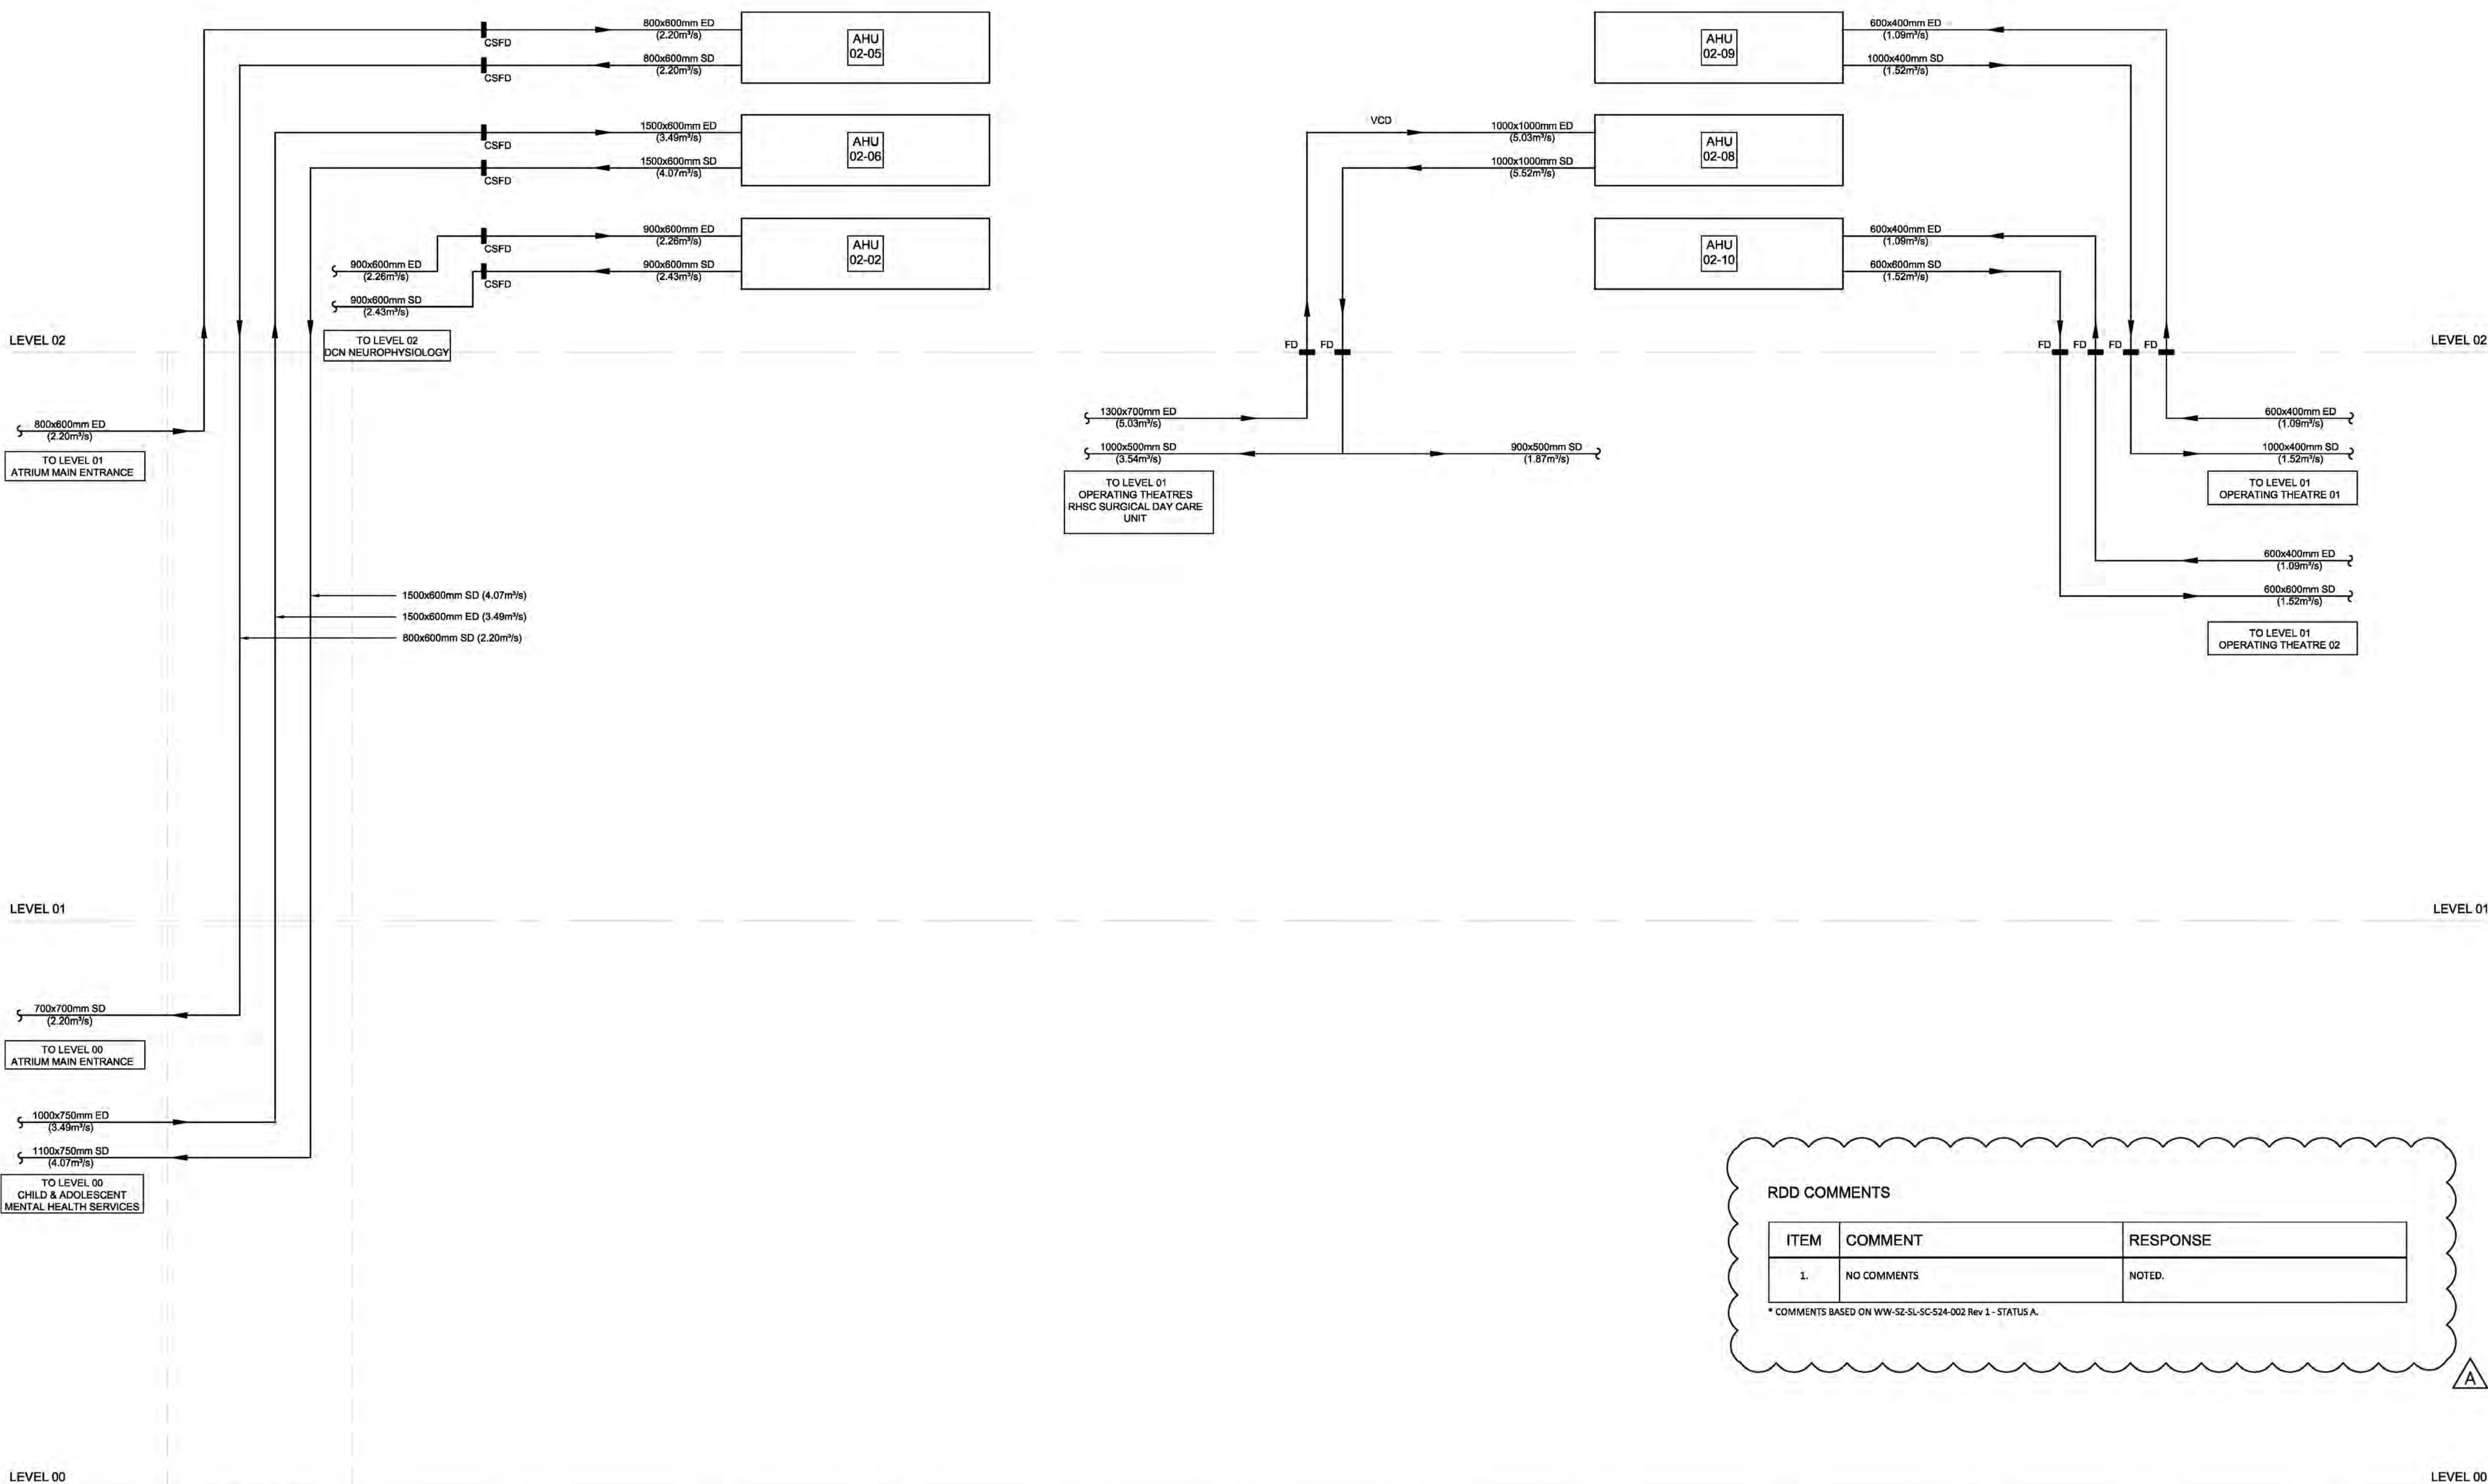 800x600mm ED
(2.20m³/s)
CSFD
800x600mm SD
(2.20m³/s)
CSFD
AHU
02-05
1500x600mm ED
(3.49m³/s)
CSFD
1500x600mm SD
(4.07m³/s)
CSFD
AHU
02-06
900x600mm ED
(2.26m³/s)
CSFD
900x600mm SD
(2.43m³/s)
CSFD
AHU
02-02
900x600mm ED
(2.26m³/s)
900x600mm SD
(2.43m³/s)
TO LEVEL 02
DCN NEUROPHYSIOLOGY
AHU
02-09
600x400mm ED
(1.09m³/s)
1000x400mm SD
(1.52m³/s)
VCD
1000x1000mm ED
(5.03m³/s)
1000x1000mm SD
(5.52m³/s)
AHU
02-08
AHU
02-10
600x400mm ED
(1.09m³/s)
600x600mm SD
(1.52m³/s)
LEVEL 02
FD
FD
FD
FD
FD
FD
LEVEL 02
800x600mm ED
(2.20m³/s)
TO LEVEL 01
ATRIUM MAIN ENTRANCE
1300x700mm ED
(5.03m³/s)
1000x500mm SD
(3.54m³/s)
900x500mm SD
(1.87m³/s)
TO LEVEL 01
OPERATING THEATRES
RHSC SURGICAL DAY CARE
UNIT
600x400mm ED
(1.09m³/s)
1000x400mm SD
(1.52m³/s)
TO LEVEL 01
OPERATING THEATRE 01
600x400mm ED
(1.09m³/s)
600x600mm SD
(1.52m³/s)
TO LEVEL 01
OPERATING THEATRE 02
1500x600mm SD (4.07m³/s)
1500x600mm ED (3.49m³/s)
800x600mm SD (2.20m³/s)
LEVEL 01
LEVEL 01
700x700mm SD
(2.20m³/s)
TO LEVEL 00
ATRIUM MAIN ENTRANCE
1000x750mm ED
(3.49m³/s)
1100x750mm SD
(4.07m³/s)
TO LEVEL 00
CHILD & ADOLESCENT
MENTAL HEALTH SERVICES
RDD COMMENTS
ITEM COMMENT RESPONSE
1. NO COMMENTS NOTED.
* COMMENTS BASED ON WW-SZ-SL-SC-524-002 Rev 1 - STATUS A.
A
LEVEL 00
LEVEL 00